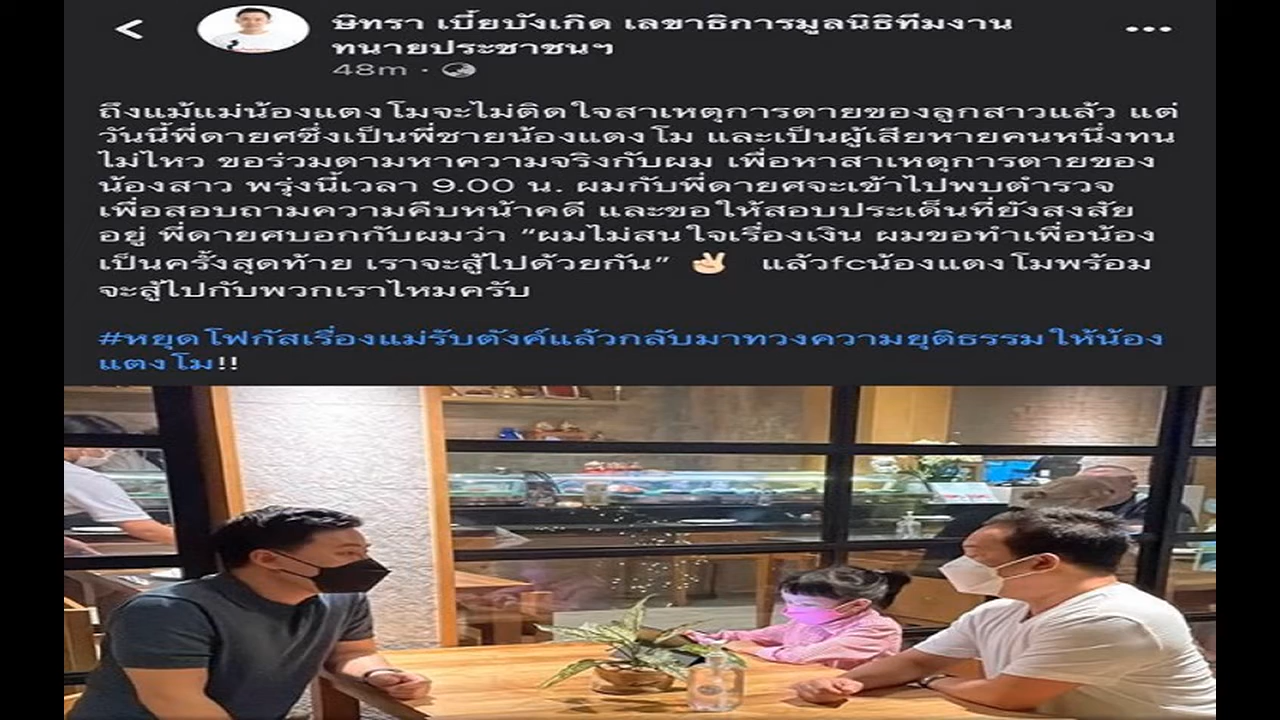 ษิทรา เบี้ยบังเกิด เลขาธิการมูลนิธิทีมงาน
ทนายประชาชนฯ
48m ·
ถึงแม้แม่น้องแตงโมจะไม่ติดใจสาเหตุการตายของลูกสาวแล้ว แต่
วันนี้พี่ดายศซึ่งเป็นพี่ชายน้องแตงโม และเป็นผู้เสียหายคนหนึ่งทน
ไม่ไหว ขอร่วมตามหาความจริงกับผม เพื่อหาสาเหตุการตายของ
น้องสาว พรุ่งนี้เวลา 9.00 น. ผมกับพี่ดายศจะเข้าไปพบตำรวจ
เพื่อสอบถามความคืบหน้าคดี และขอให้สอบประเด็นที่ยังสงสัย
อยู่ พี่ดายศบอกกับผมว่า “ผมไม่สนใจเรื่องเงิน ผมขอทำเพื่อน้อง
เป็นครั้งสุดท้าย เราจะสู้ไปด้วยกัน” ✌🏻 แล้วfcน้องแตงโมพร้อม
จะสู้ไปกับพวกเราไหมครับ
#หยุดโฟกัสเรื่องแม่รับตังค์แล้วกลับมาทวงความยุติธรรมให้น้อง
แตงโม!!